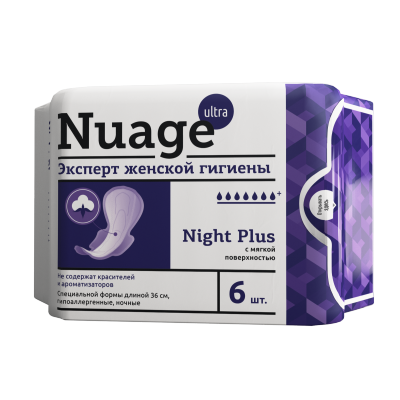 ultra
Nuage
Эксперт женской гигиены
+
Night Plus
с мягкой
поверхностью
Не содержат красителей
и ароматизаторов
Специальной формы длиной 36 см,
гипоаллергенные, ночные
6 шт.